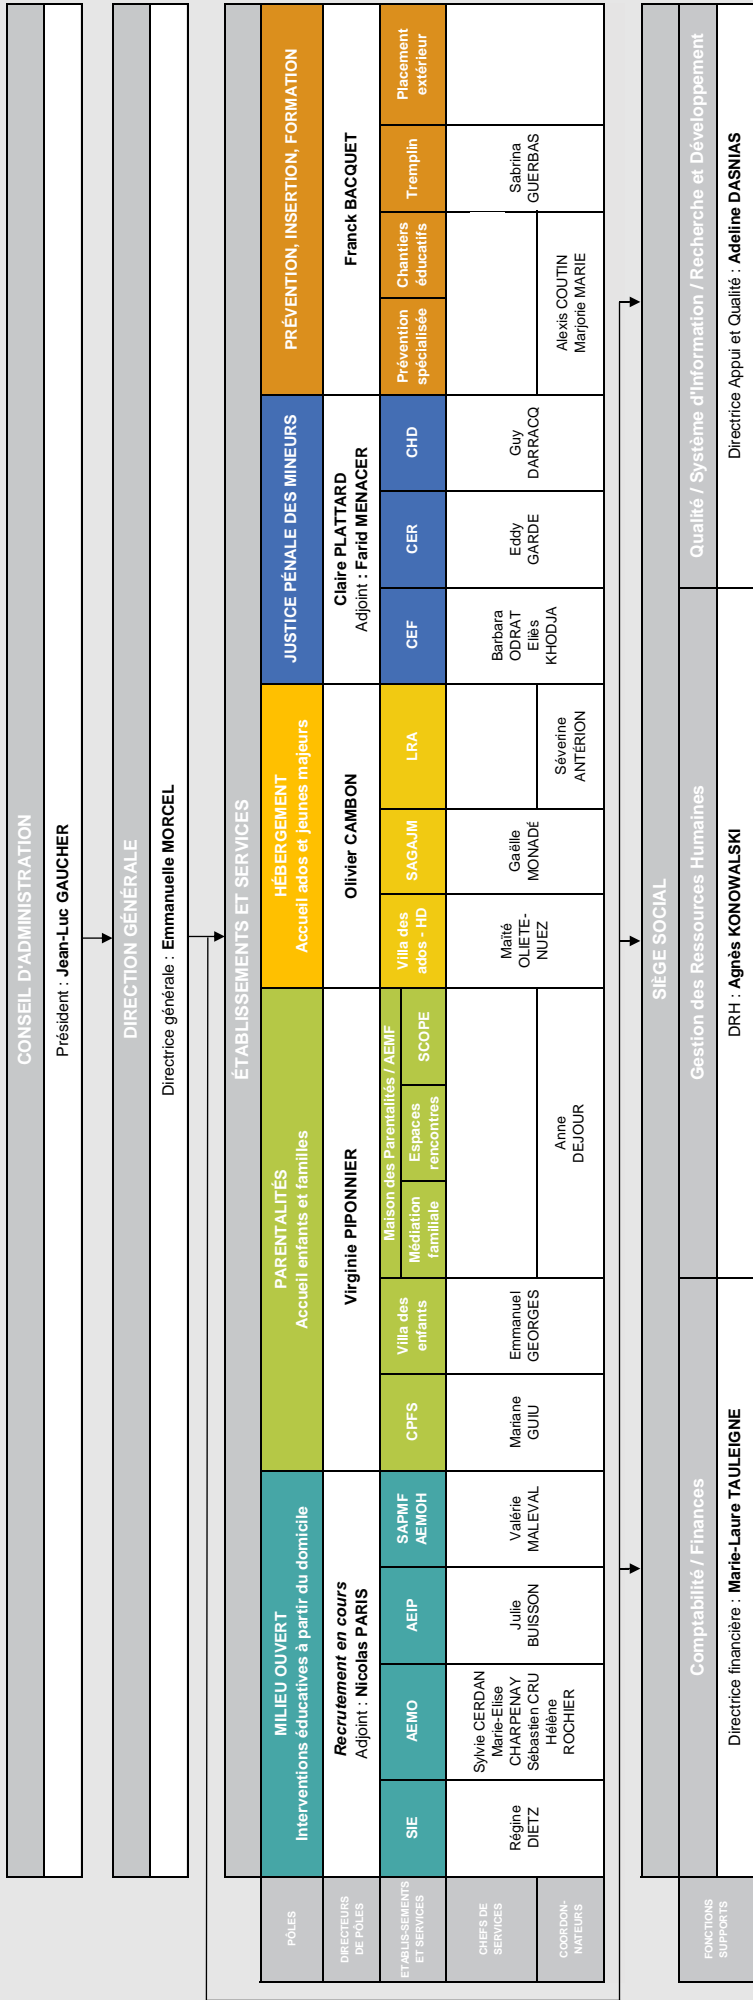 CONSEIL D'ADMINISTRATION
Président : Jean-Luc GAUCHER
DIRECTION GÉNÉRALE
Directrice générale : Emmanuelle MORCEL
ÉTABLISSEMENTS ET SERVICES
PÔLES
MILIEU OUVERT
Interventions éducatives à partir du domicile
PARENTALITÉS
Accueil enfants et familles
HÉBERGEMENT
Accueil ados et jeunes majeurs
JUSTICE PÉNALE DES MINEURS
PRÉVENTION, INSERTION, FORMATION
DIRECTEURS
DE PÔLES
Recrutement en cours
Adjoint : Nicolas PARIS
Virginie PIPONNIER
Olivier CAMBON
Claire PLATTARD
Adjoint : Farid MENACER
Franck BACQUET
ETABLIS-SEMENTS
ET SERVICES
SIE
AEMO
AEIP
SAPMF
AEMOH
CPFS
Villa des
enfants
Maison des Parentalités / AEMF
Médiation
familiale
Espaces
rencontres
SCOPE
Villa des
ados - HD
SAGAJM
LRA
CEF
CER
CHD
Prévention
spécialisée
Chantiers
éducatifs
Tremplin
Placement
extérieur
CHEFS DE
SERVICES
Régine
DIETZ
Sylvie CERDAN
Marie-Elise
CHARPENAY
Sébastien CRU
Hélène
ROCHIER
Julie
BUISSON
Valérie
MALEVAL
Mariane
GUIU
Emmanuel
GEORGES
Maïté
OLIETE-
NUEZ
Gaëlle
MONADÉ
Barbara
ODRAT
Eliès
KHODJA
Eddy
GARDE
Guy
DARRACQ
Sabrina
GUERBAS
COORDON-
NATEURS
Anne
DEJOUR
Séverine
ANTÉRION
Alexis COUTIN
Marjorie MARIE
SIÈGE SOCIAL
FONCTIONS
SUPPORTS
Comptabilité / Finances
Gestion des Ressources Humaines
Qualité / Système d'Information / Recherche et Développement
Directrice financière : Marie-Laure TAULEIGNE
DRH : Agnès KONOWALSKI
Directrice Appui et Qualité : Adeline DASNIAS